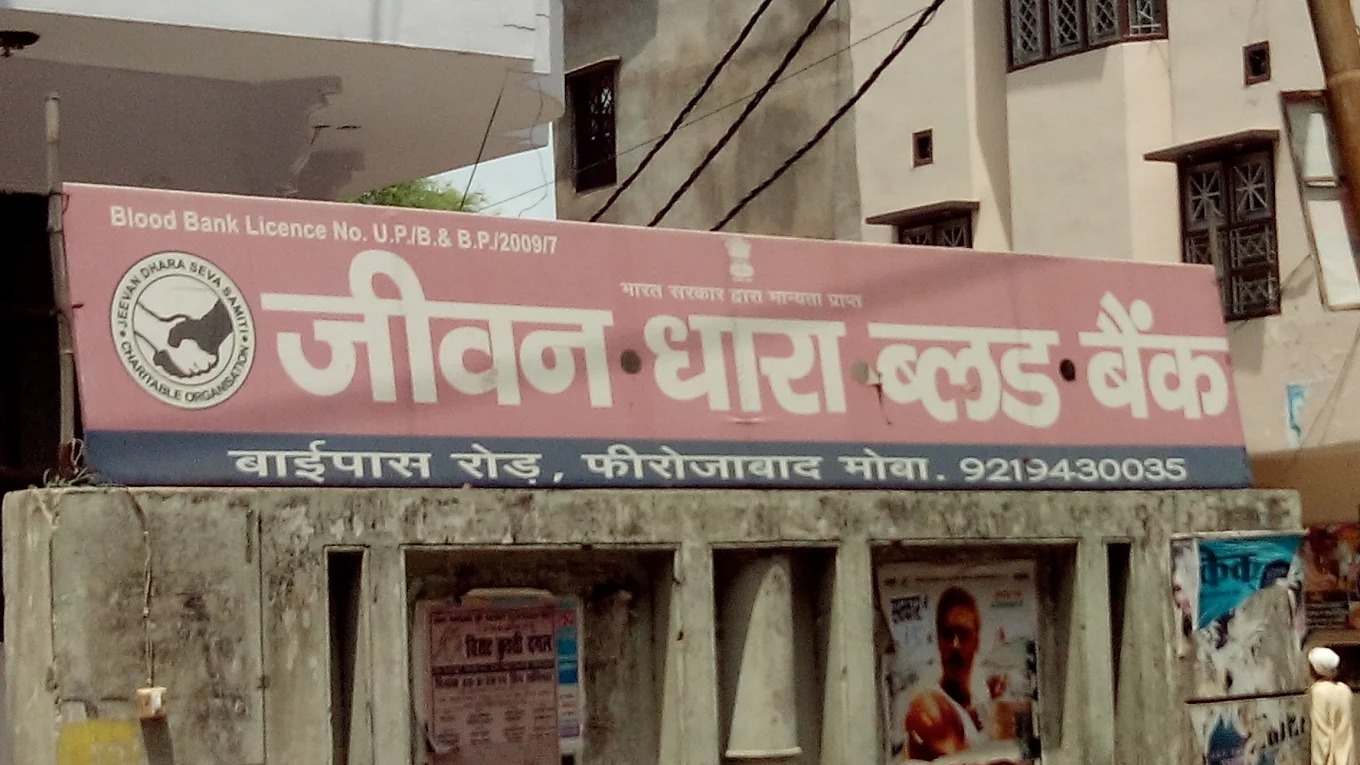 Blood Bank Licence No. U.P./B.& B.P./2009/7
भारत सरकार द्वारा मान्यता प्राप्त
JEEVAN DHARA SEVA SAMITI
CHARITABLE ORGANISATION
जीवन धारा ब्लड बैंक
बाईपास रोड़, फीरोजाबाद मोबा. 9219430035